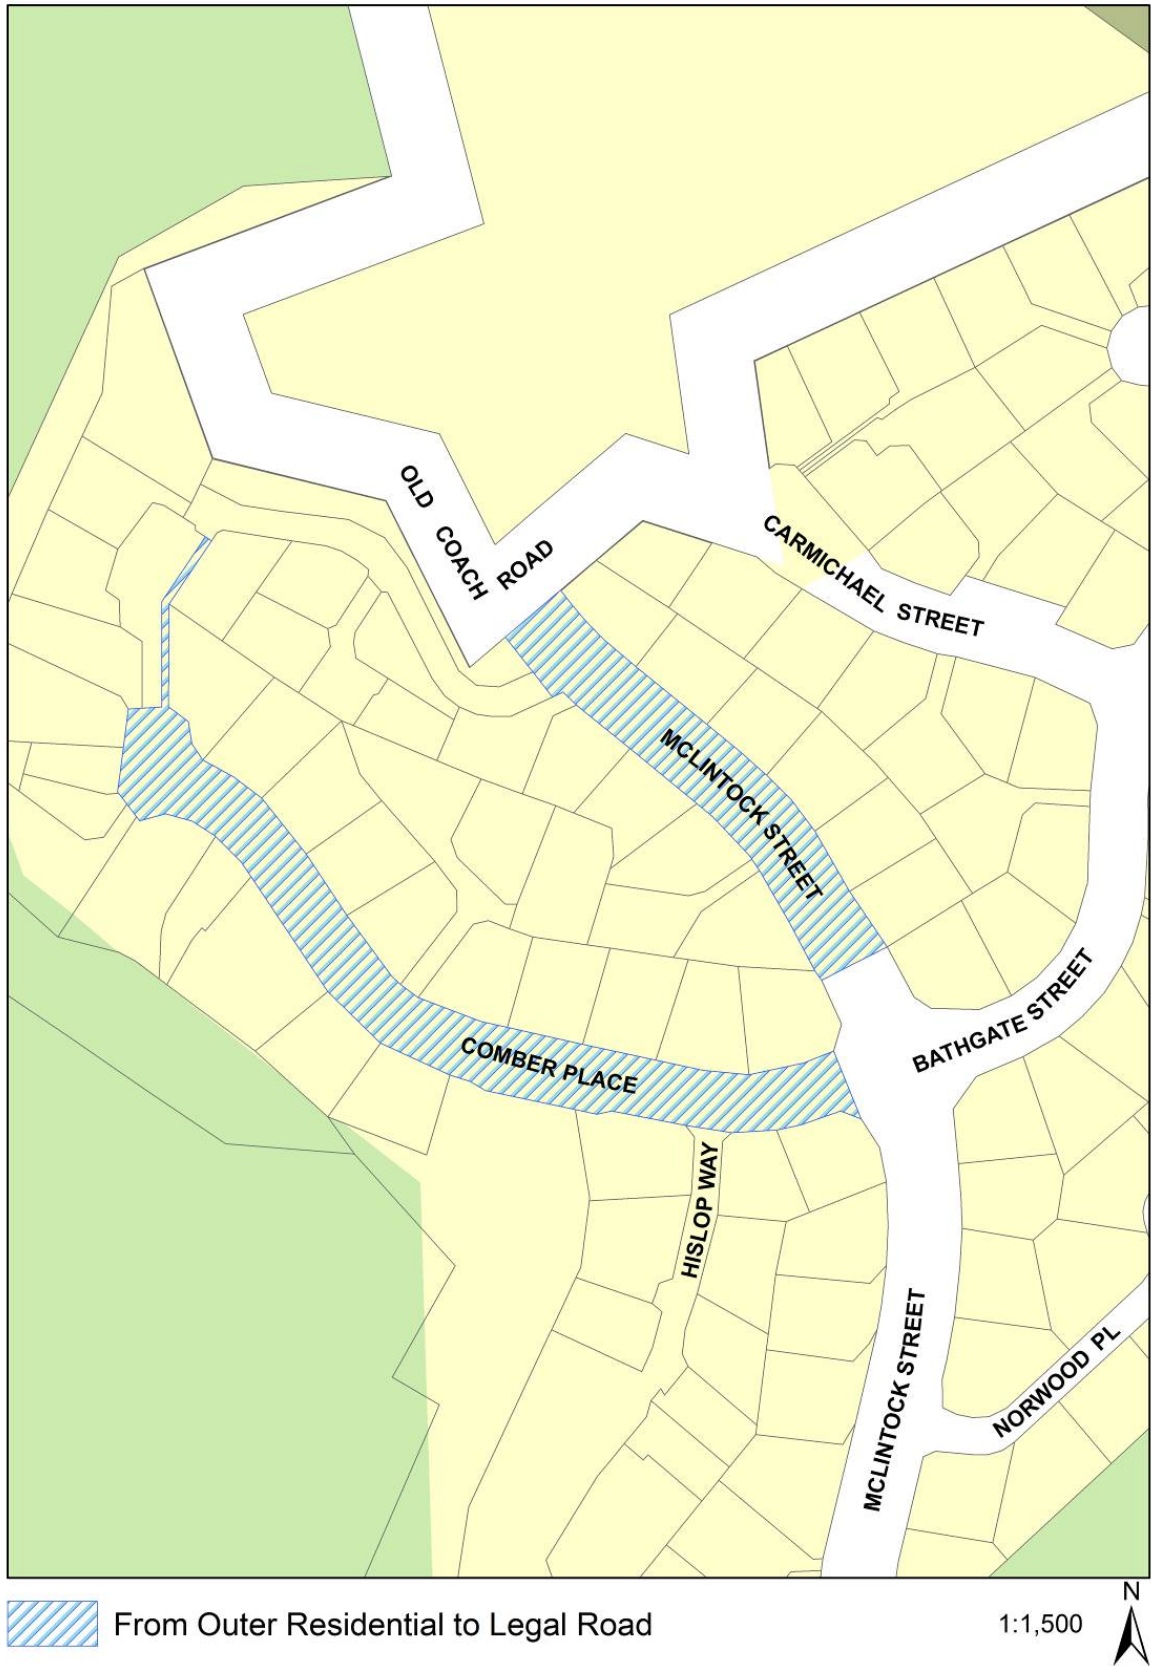 OLD COACH ROAD
CARMICHAEL STREET
MCLINTOCK STREET
BATHGATE STREET
COMBER PLACE
HISLOP WAY
MCLINTOCK STREET
NORWOOD PL
From Outer Residential to Legal Road
1:1,500
N